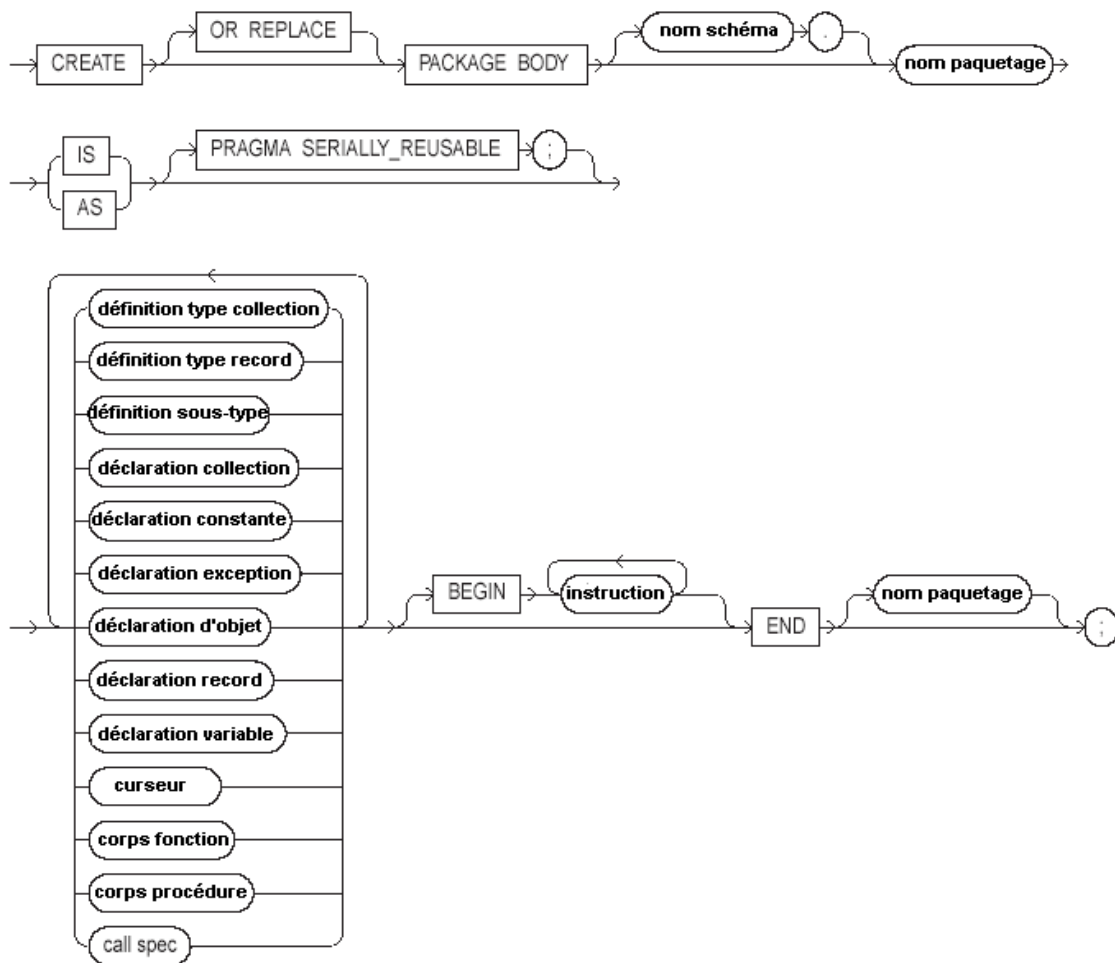 OR REPLACE nom schéma .
CREATE PACKAGE BODY nom paquetage
IS PRAGMA SERIALLY_REUSABLE ;
AS
définition type collection
définition type record
définition sous-type
déclaration collection
déclaration constante
déclaration exception
BEGIN instruction nom paquetage
déclaration d'objet END ;
déclaration record
déclaration variable
curseur
corps fonction
corps procédure
call spec